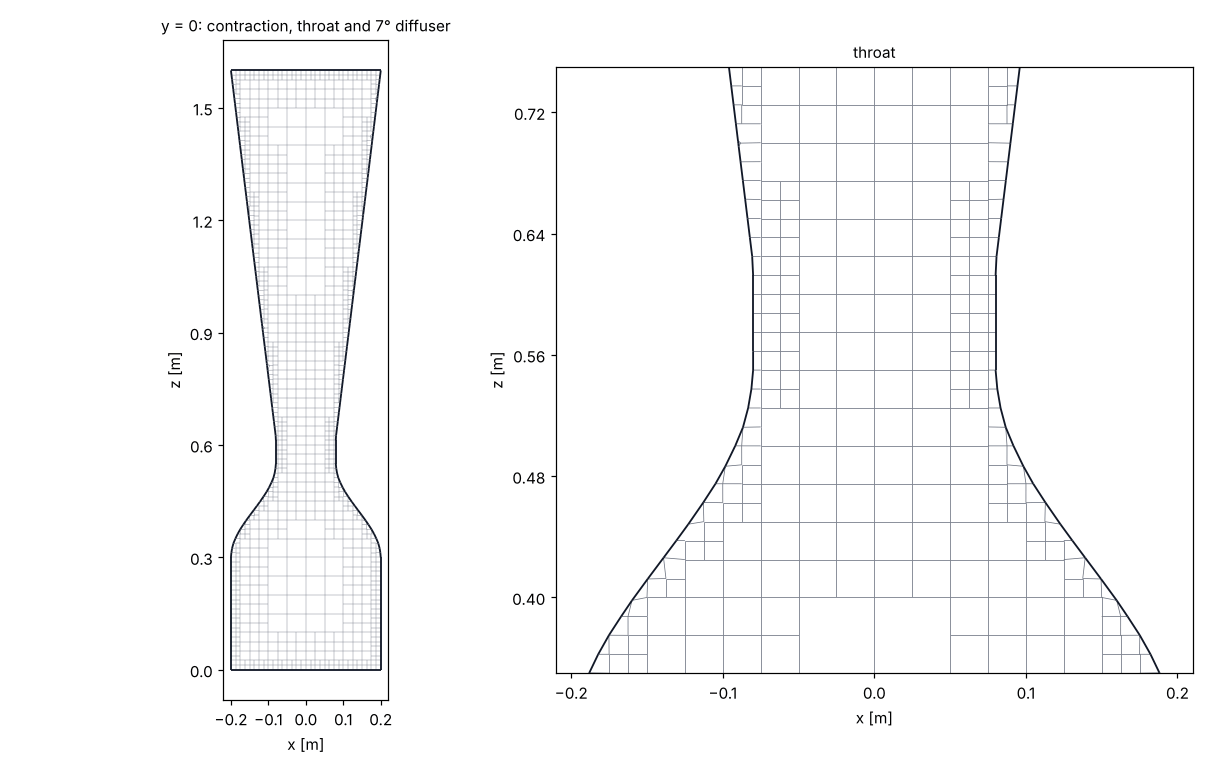 y = 0: contraction, throat and 7° diffuser
1.5
1.2
0.9
0.6
0.3
0.0
z [m]
−0.2 −0.1 0.0 0.1 0.2
x [m]
throat
0.72
0.64
0.56
0.48
0.40
z [m]
−0.2 −0.1 0.0 0.1 0.2
x [m]